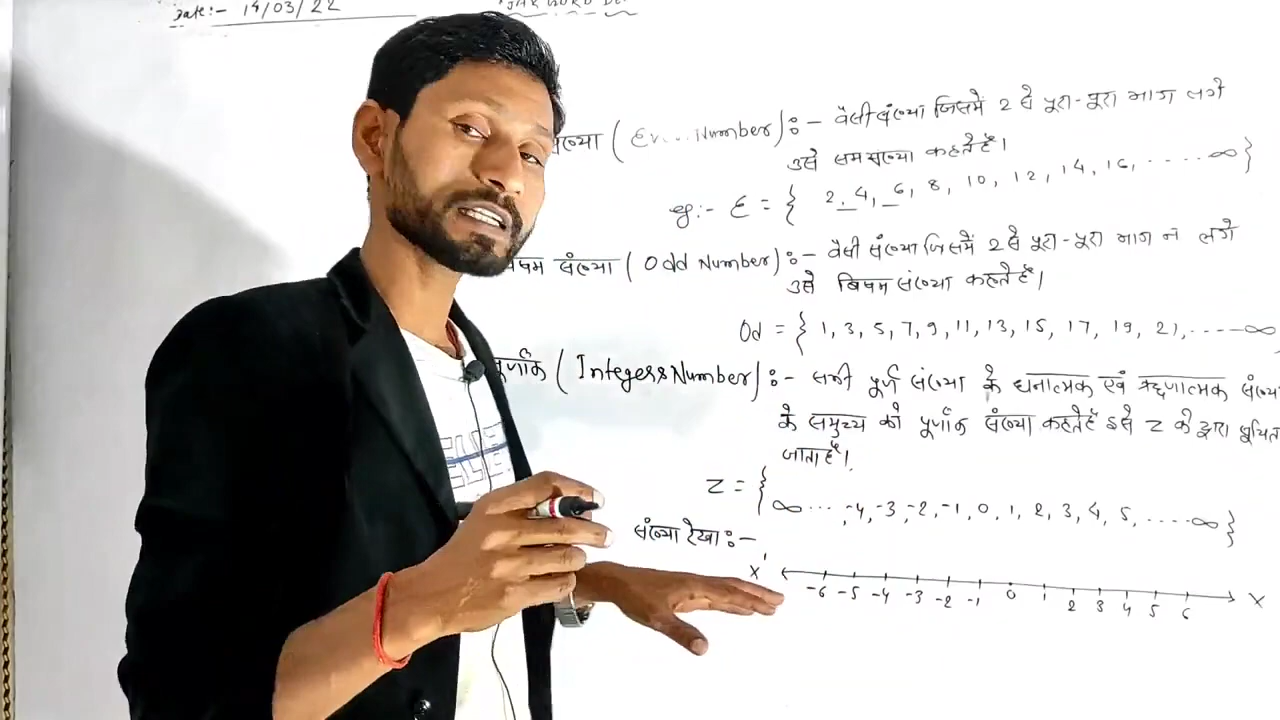 Date:- 14/03/22
संख्या ( Even Number ) :- वैसी संख्या जिसमें 2 से पूरा-पूरा भाग लगे
उसे सम संख्या कहते हैं।
eg:- E = { 2, 4, 6, 8, 10, 12, 14, 16, ..... ∞ }
विषम संख्या ( Odd Number ) :- वैसी संख्या जिसमें 2 से पूरा-पूरा भाग न लगे
उसे बिषम संख्या कहते हैं।
Od = { 1, 3, 5, 7, 9, 11, 13, 15, 17, 19, 21, ----- ∞
पूर्णांक ( Integers Number ) :- सभी पूर्ण संख्या के धनात्मक एवं ऋणात्मक
के समुच्य को पूर्णांक संख्या कहते हैं इसे Z के द्वारा
जाता है।
Z = { ∞ ... -4, -3, -2, -1, 0, 1, 2, 3, 4, 5, ..... ∞ }
संख्या रेखा :-
X' -6 -5 -4 -3 -2 -1 0 1 2 3 4 5 6 X